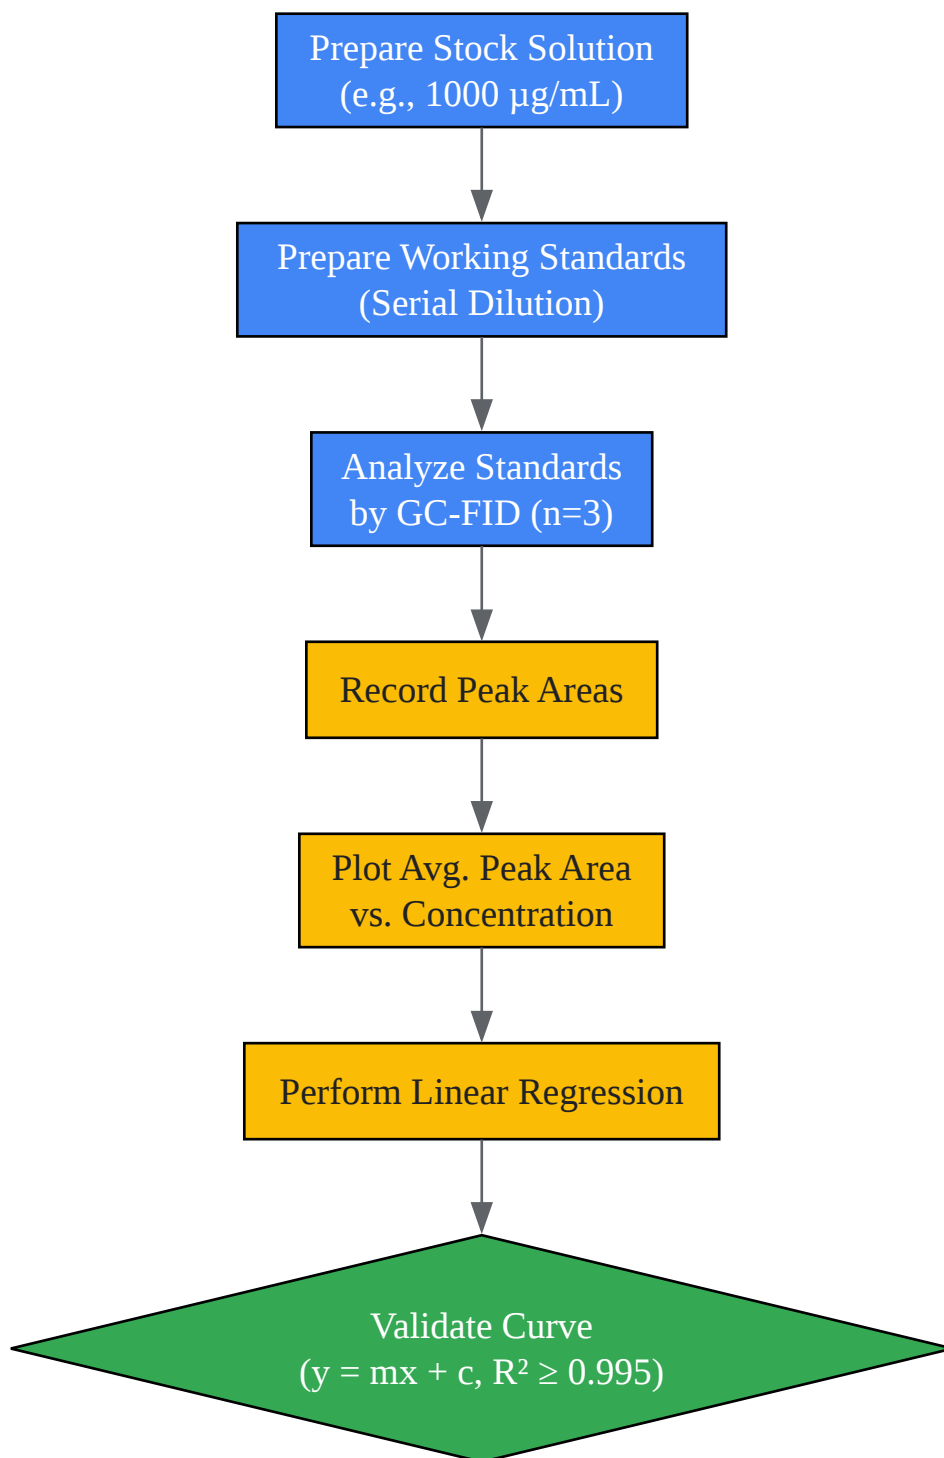 Prepare Stock Solution
(e.g., 1000 µg/mL)
Prepare Working Standards
(Serial Dilution)
Analyze Standards
by GC-FID (n=3)
Record Peak Areas
Plot Avg. Peak Area
vs. Concentration
Perform Linear Regression
Validate Curve
(y = mx + c, R² ≥ 0.995)